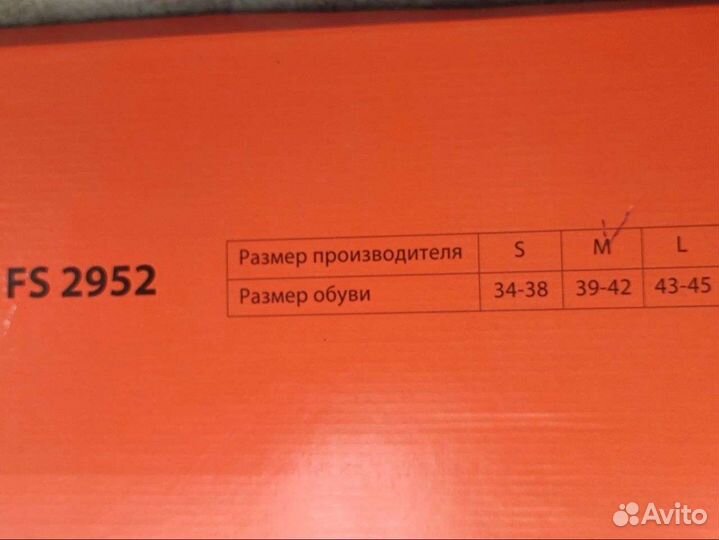 FS 2952
Размер производителя S M L
Размер обуви 34-38 39-42 43-45
Avito